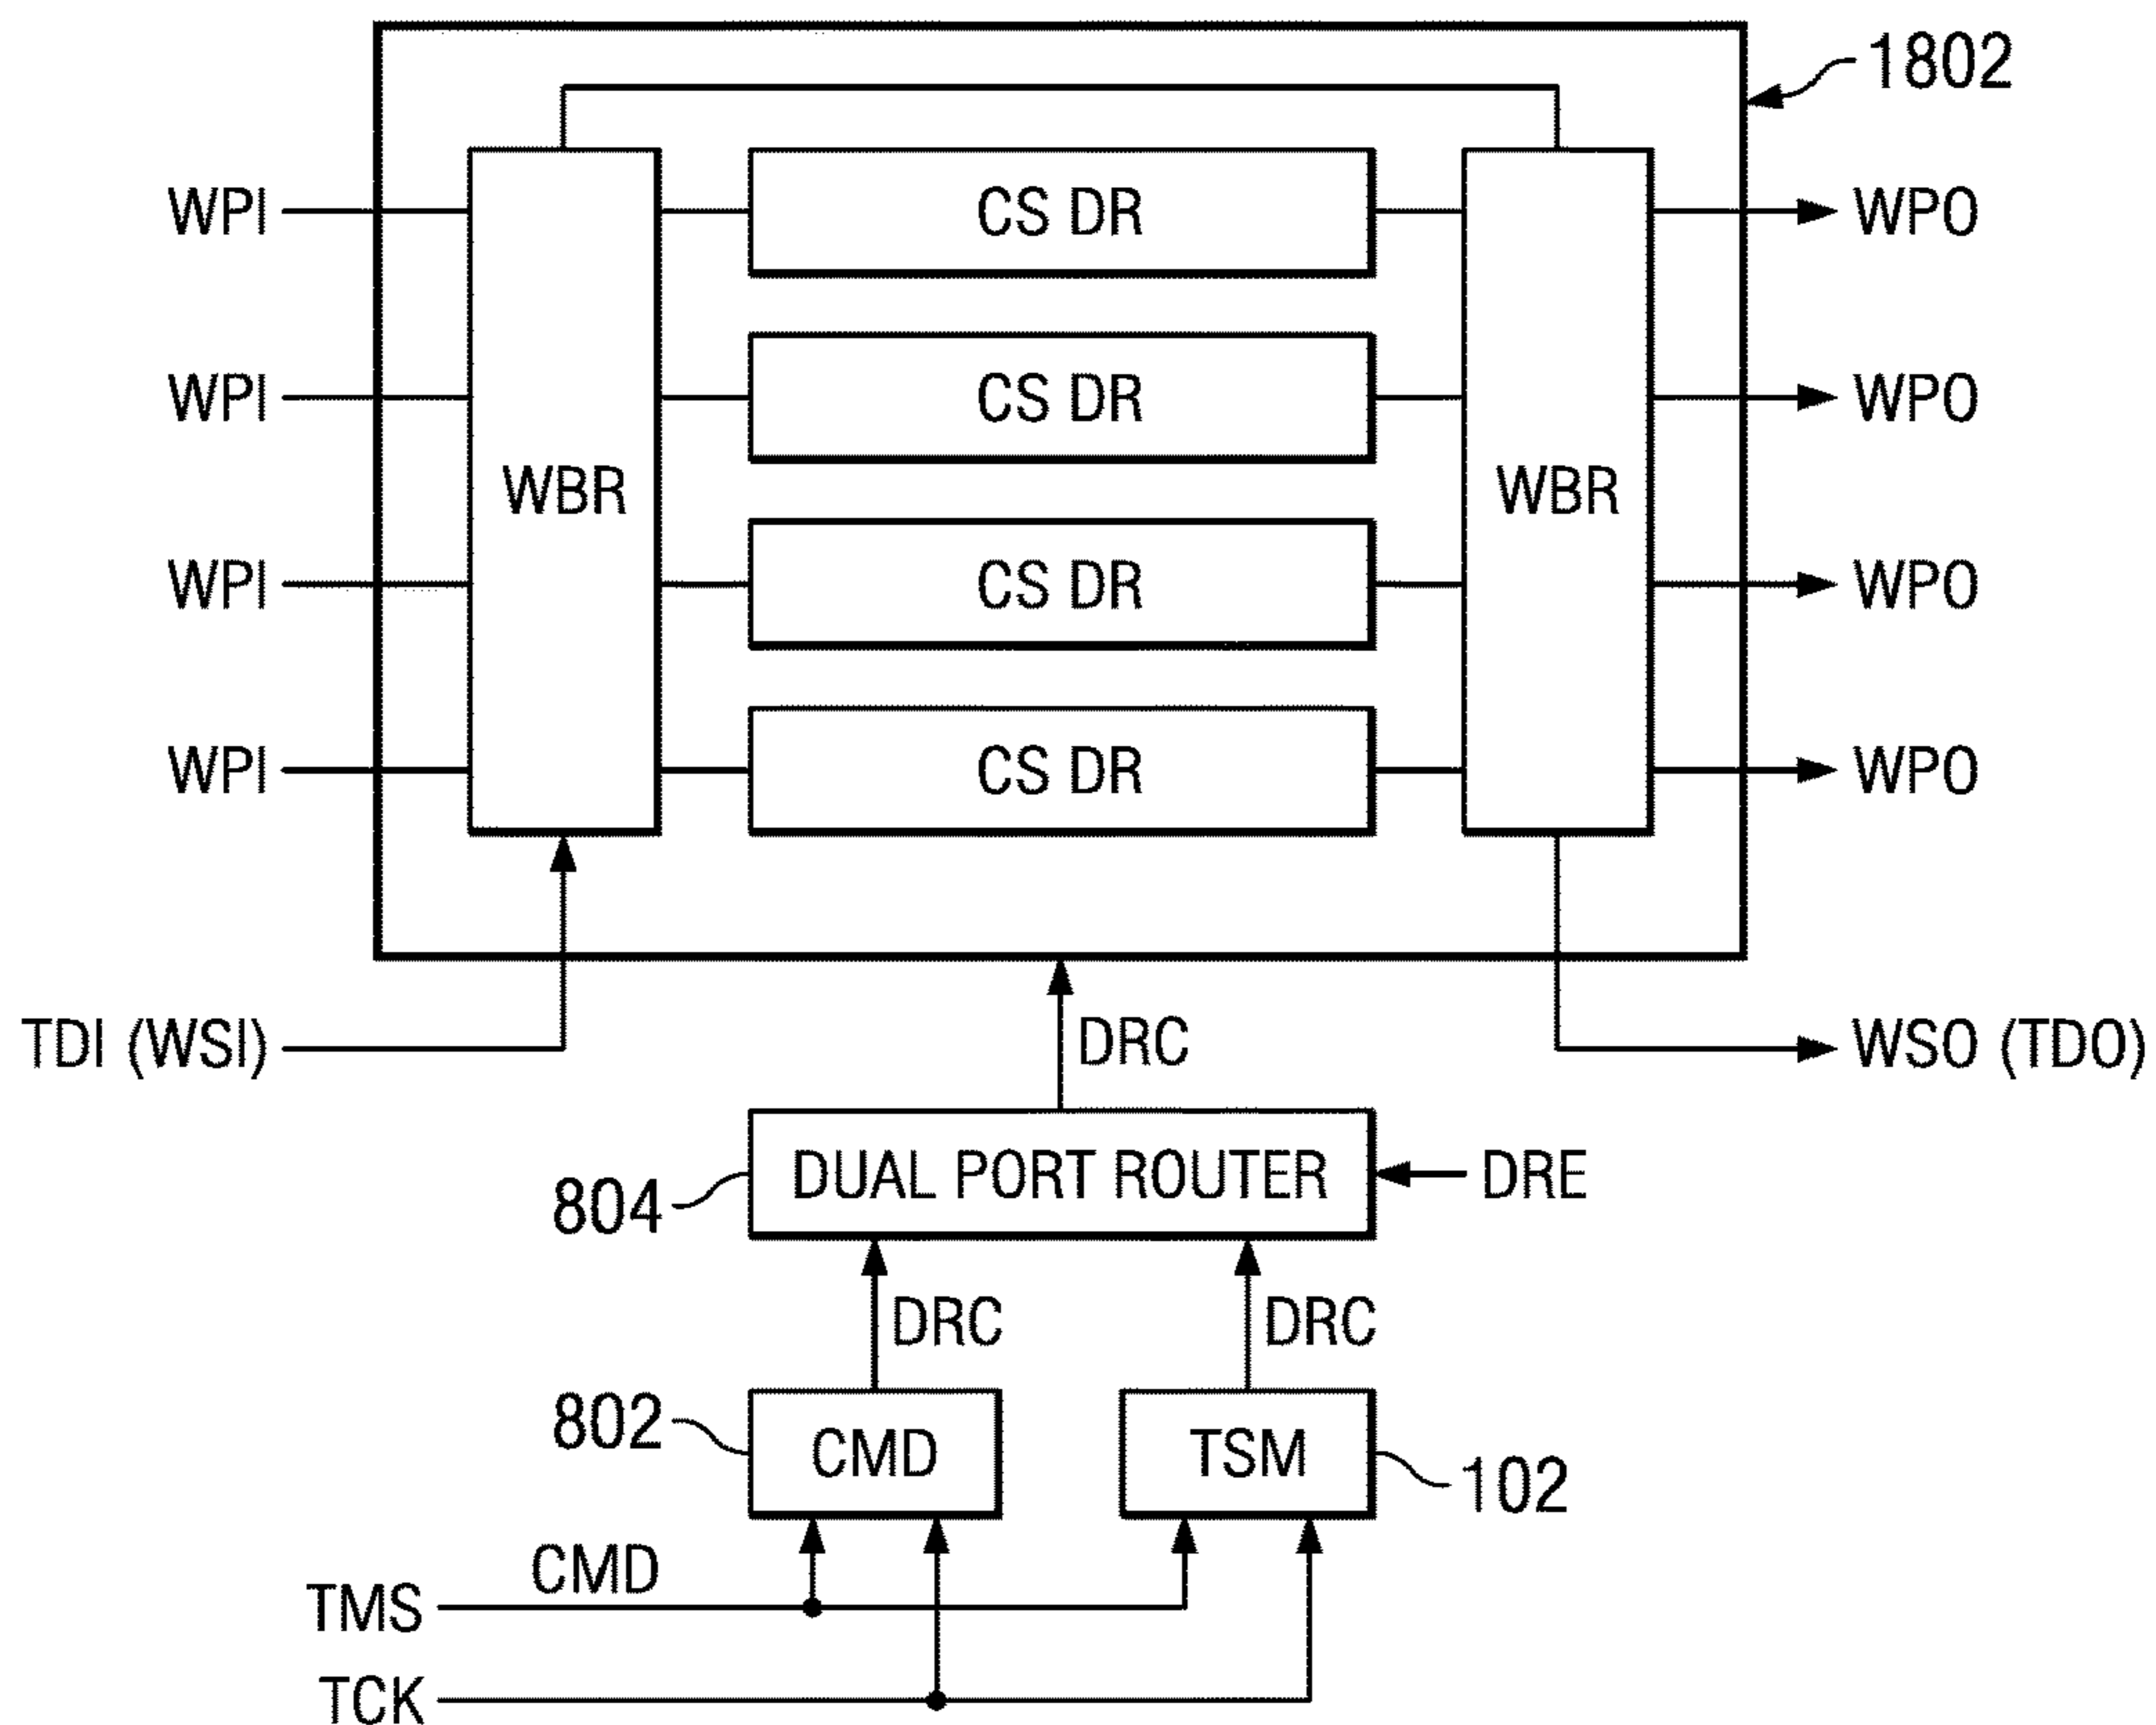 1802
WPI
CS DR
WPO
WPI
CS DR
WPO
WBR
WBR
WPI
CS DR
WPO
WPI
CS DR
WPO
TDI (WSI)
DRC
WSO (TDO)
804
DUAL PORT ROUTER
DRE
DRC
DRC
802
CMD
TSM
102
CMD
TMS
TCK